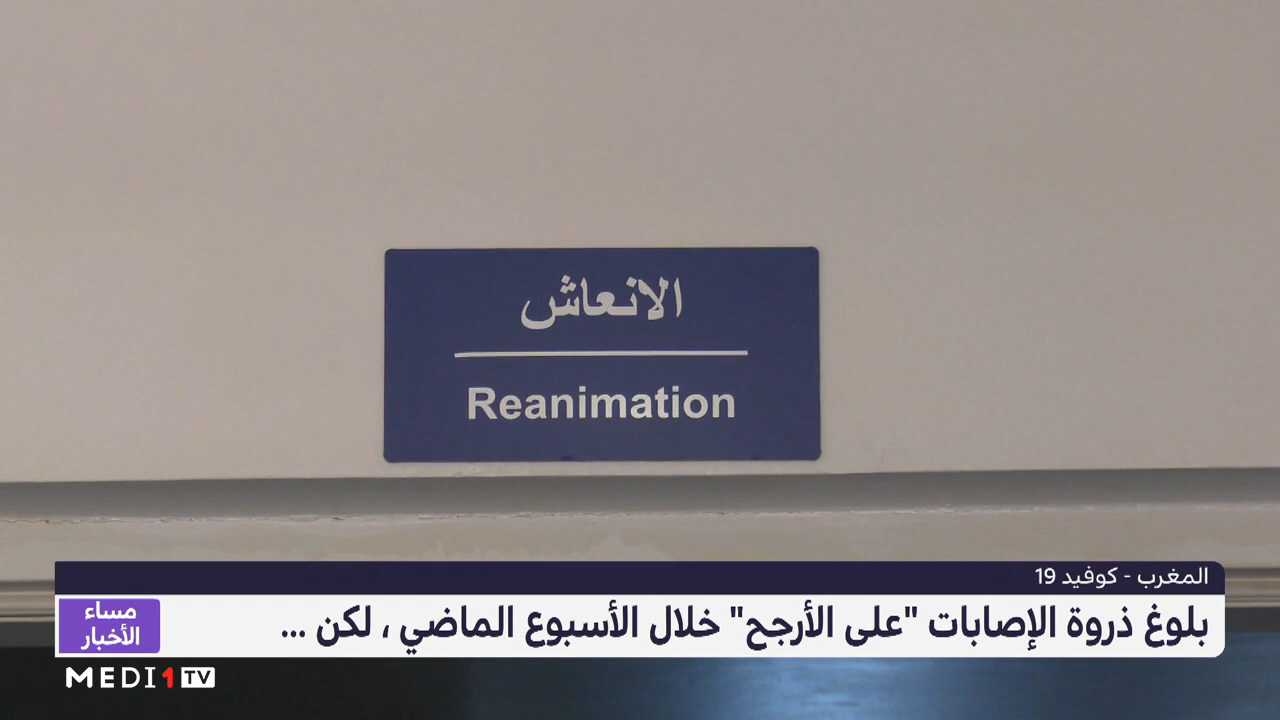 الانعاش
Reanimation
المغرب - كوفيد 19
بلوغ ذروة الإصابات "على الأرجح" خلال الأسبوع الماضي ، لكن ...
مساء
الأخبار
MEDI1TV